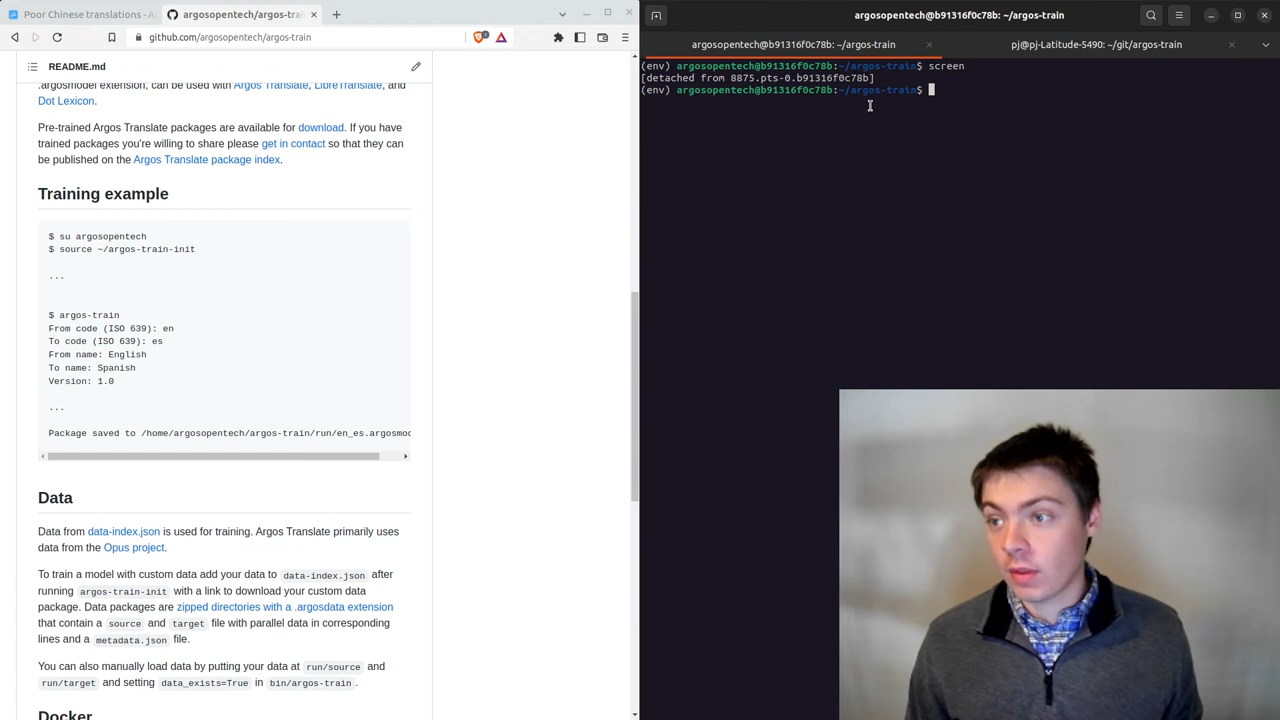 Poor Chinese translations - A
argosopentech/argos-trai
github.com/argosopentech/argos-train
README.md
.argosmodel extension, can be used with Argos Translate, LibreTranslate, and
Dot Lexicon.
Pre-trained Argos Translate packages are available for download. If you have
trained packages you're willing to share please get in contact so that they can
be published on the Argos Translate package index.
Training example
$ su argosopentech
$ source ~/argos-train-init
...
$ argos-train
From code (ISO 639): en
To code (ISO 639): es
From name: English
To name: Spanish
Version: 1.0
...
Package saved to /home/argosopentech/argos-train/run/en_es.argosmod
Data
Data from data-index.json is used for training. Argos Translate primarily uses
data from the Opus project.
To train a model with custom data add your data to data-index.json after
running argos-train-init with a link to download your custom data
package. Data packages are zipped directories with a .argosdata extension
that contain a source and target file with parallel data in corresponding
lines and a metadata.json file.
You can also manually load data by putting your data at run/source and
run/target and setting data_exists=True in bin/argos-train.
Docker
argosopentech@b91316f0c78b: ~/argos-train
argosopentech@b91316f0c78b: ~/argos-train
pj@pj-Latitude-5490: ~/git/argos-train
(env) argosopentech@b91316f0c78b:~/argos-train$ screen
[detached from 8875.pts-0.b91316f0c78b]
(env) argosopentech@b91316f0c78b:~/argos-train$